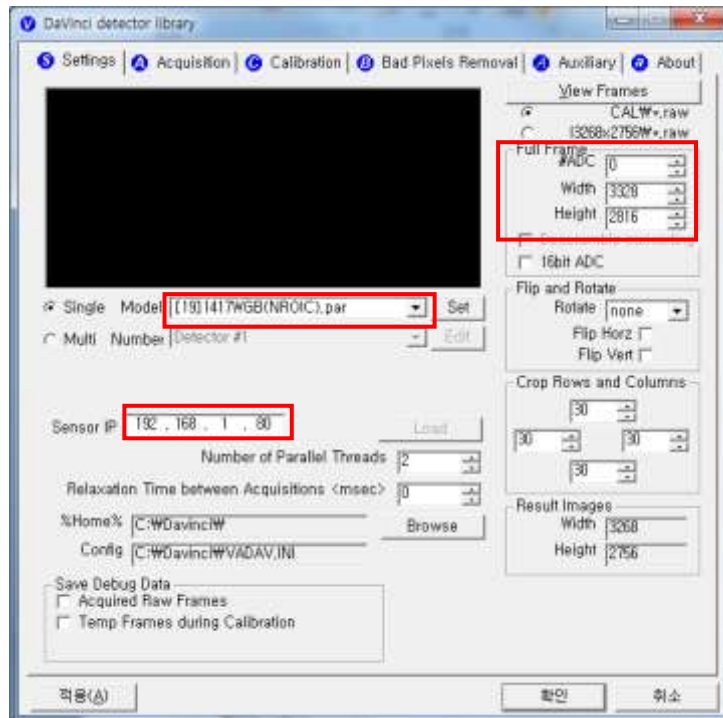 DaVinci detector library
Settings
Acquisition
Calibration
Bad Pixels Removal
Auxiliary
About
View Frames
CAL₩*.raw
I3268x2756₩*.raw
Full Frame
#ADC 0
Width 3328
Height 2816
16bit ADC
Single Model [19]1417WGB(NROIC).par Set
Multi Number Detector #1 Edit
Flip and Rotate
Rotate none
Flip Horz
Flip Vert
Crop Rows and Columns
30
30 30
30
Sensor IP 192 . 168 . 1 . 80 Load
Number of Parallel Threads 2
Relaxation Time between Acquisitions <msec> 0
%Home% C:₩Davinci₩ Browse
Config C:₩Davinci₩VADAV.INI
Result Images
Width 3268
Height 2756
Save Debug Data
Acquired Raw Frames
Temp Frames during Calibration
적용(A)
확인
취소